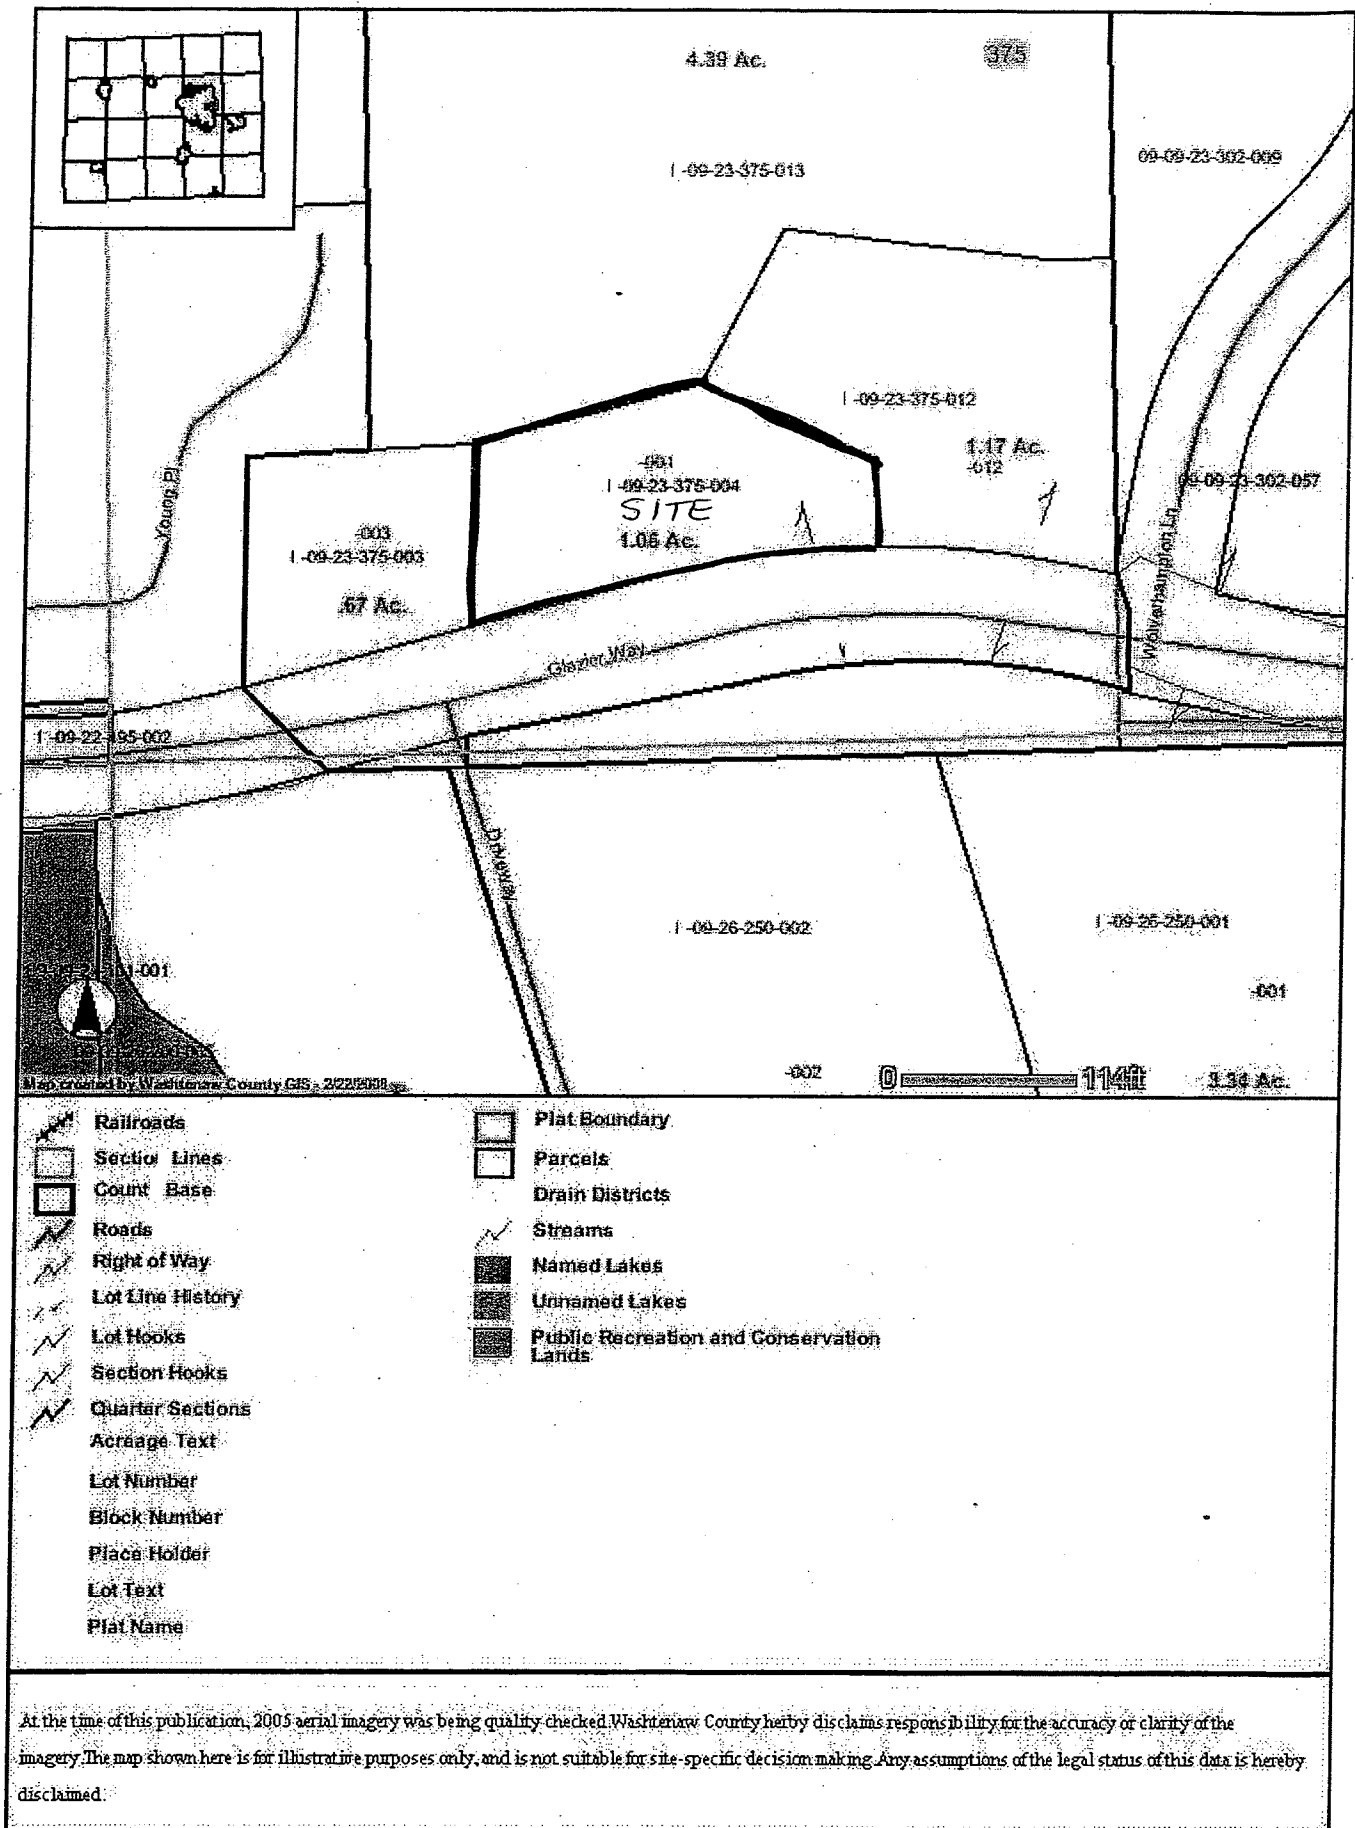 4.39 Ac.
375
I -09-23-375-013
09-09-23-302-009
I -09-23-375-012
1.17 Ac.
-012
Young Pl
-001
I -09-23-375-004
SITE
1.05 Ac.
09-09-23-302-057
-003
I -09-23-375-003
.67 Ac.
Wolverhampton Ln
Glazier Way
I -09-22-495-002
I -09-26-250-002
I -09-26-250-001
-001
-001
-002
0 114ft
3.34 Ac.
Map created by Washtenaw County GIS - 2/22/2008
Railroads
Section Lines
Count Base
Roads
Right of Way
Lot Line History
Lot Hooks
Section Hooks
Quarter Sections
Acreage Text
Lot Number
Block Number
Place Holder
Lot Text
Plat Name
Plat Boundary
Parcels
Drain Districts
Streams
Named Lakes
Unnamed Lakes
Public Recreation and Conservation
Lands
At the time of this publication, 2005 aerial imagery was being quality checked. Washtenaw County herby disclaims responsibility for the accuracy or clarity of the
imagery. The map shown here is for illustrative purposes only, and is not suitable for site-specific decision making. Any assumptions of the legal status of this data is hereby
disclaimed.